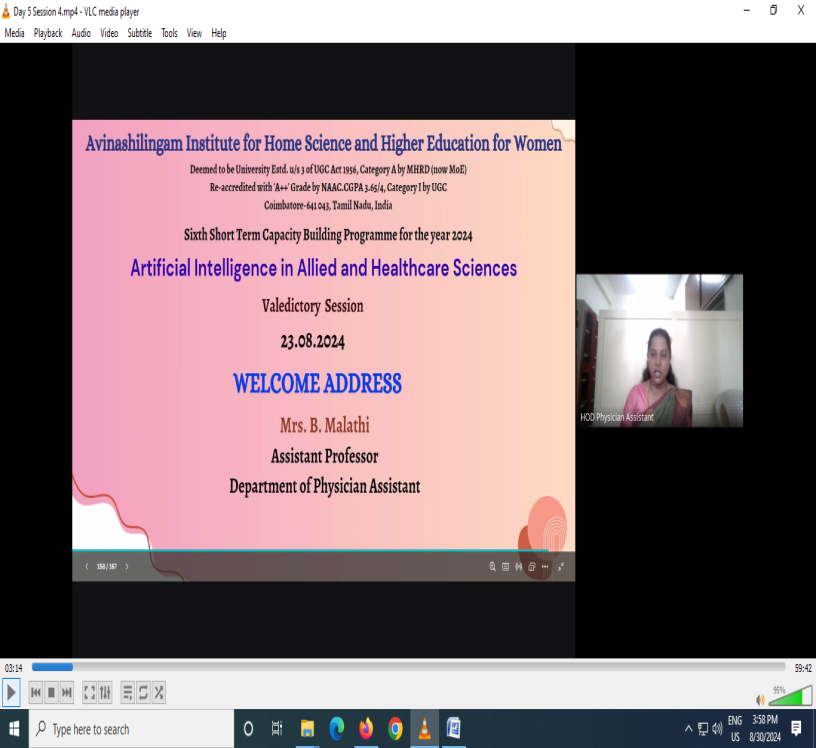 Day 5 Session 4.mp4 - VLC media player
Media Playback Audio Video Subtitle Tools View Help
Avinashilingam Institute for Home Science and Higher Education for Women
Deemed to be University Estd. u/s 3 of UGC Act 1956, Category A by MHRD (now MoE)
Re-accredited with 'A++' Grade by NAAC.CGPA 3.65/4, Category I by UGC
Coimbatore-641 043, Tamil Nadu, India
Sixth Short Term Capacity Building Programme for the year 2024
Artificial Intelligence in Allied and Healthcare Sciences
Valedictory Session
23.08.2024
WELCOME ADDRESS
Mrs. B. Malathi
Assistant Professor
Department of Physician Assistant
HOD Physician Assistant
158 / 167
03:14
59:42
95%
Type here to search
ENG
US
3:58 PM
8/30/2024